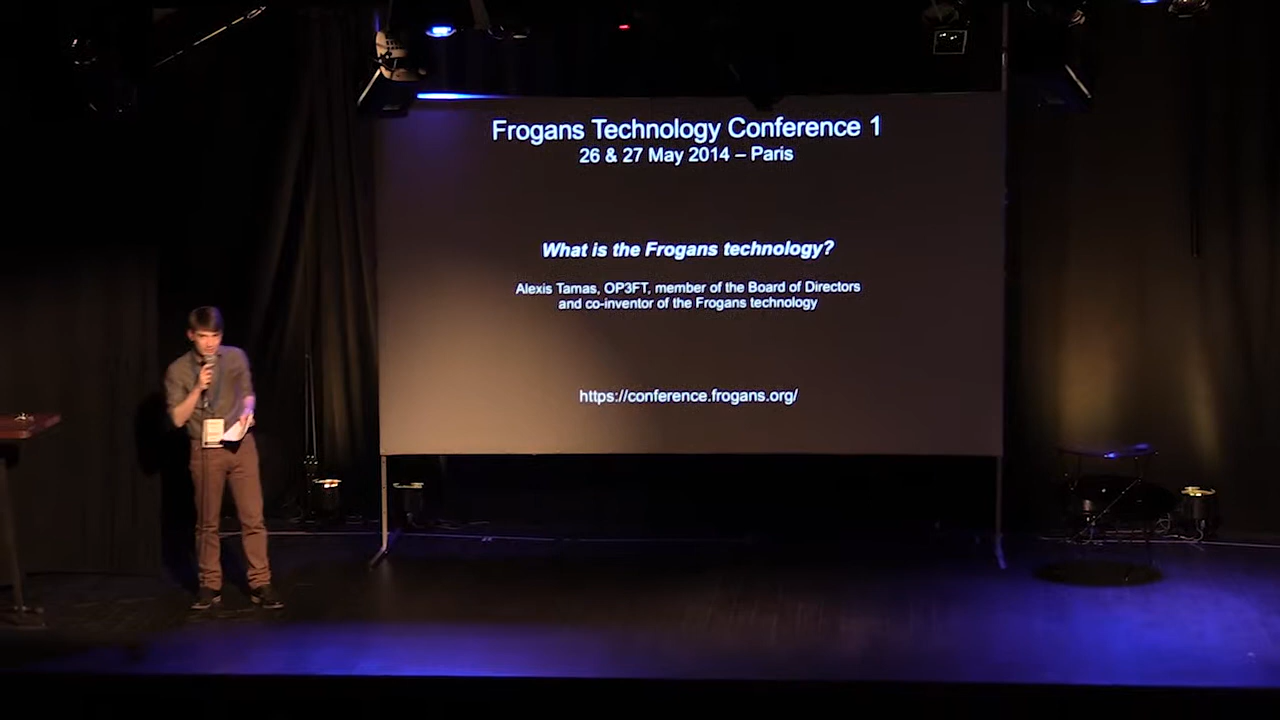 Frogans Technology Conference 1
26 & 27 May 2014 – Paris
What is the Frogans technology?
Alexis Tamas, OP3FT, member of the Board of Directors
and co-inventor of the Frogans technology
https://conference.frogans.org/